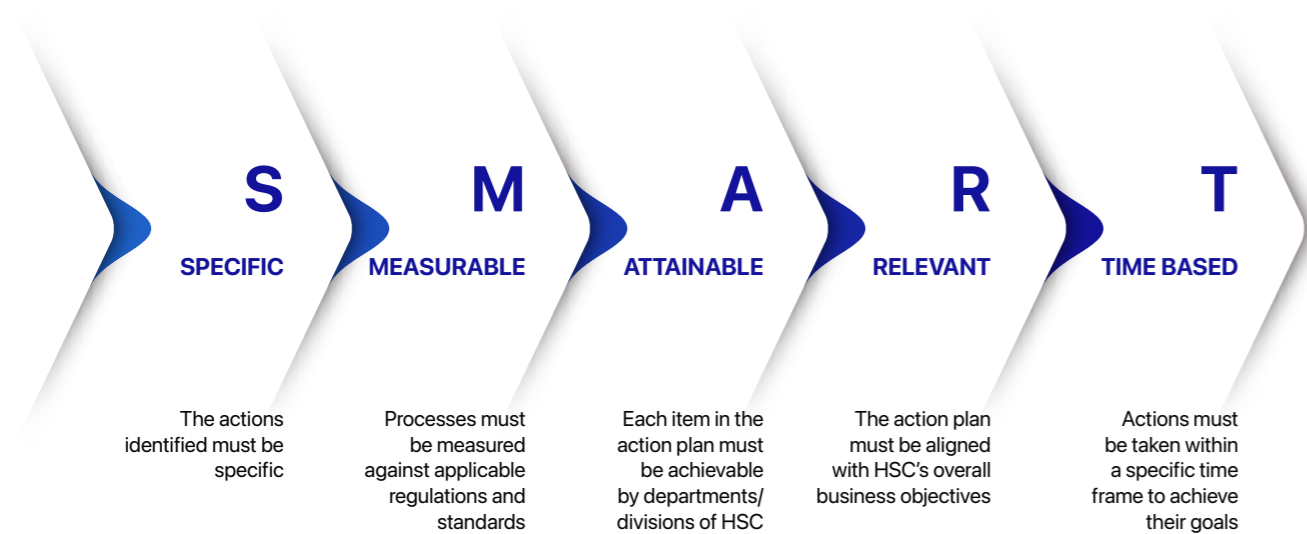 S
SPECIFIC
The actions
identified must be
specific
M
MEASURABLE
Processes must
be measured
against applicable
regulations and
standards
A
ATTAINABLE
Each item in the
action plan must
be achievable
by departments/
divisions of HSC
R
RELEVANT
The action plan
must be aligned
with HSC’s overall
business objectives
T
TIME BASED
Actions must
be taken within
a specific time
frame to achieve
their goals